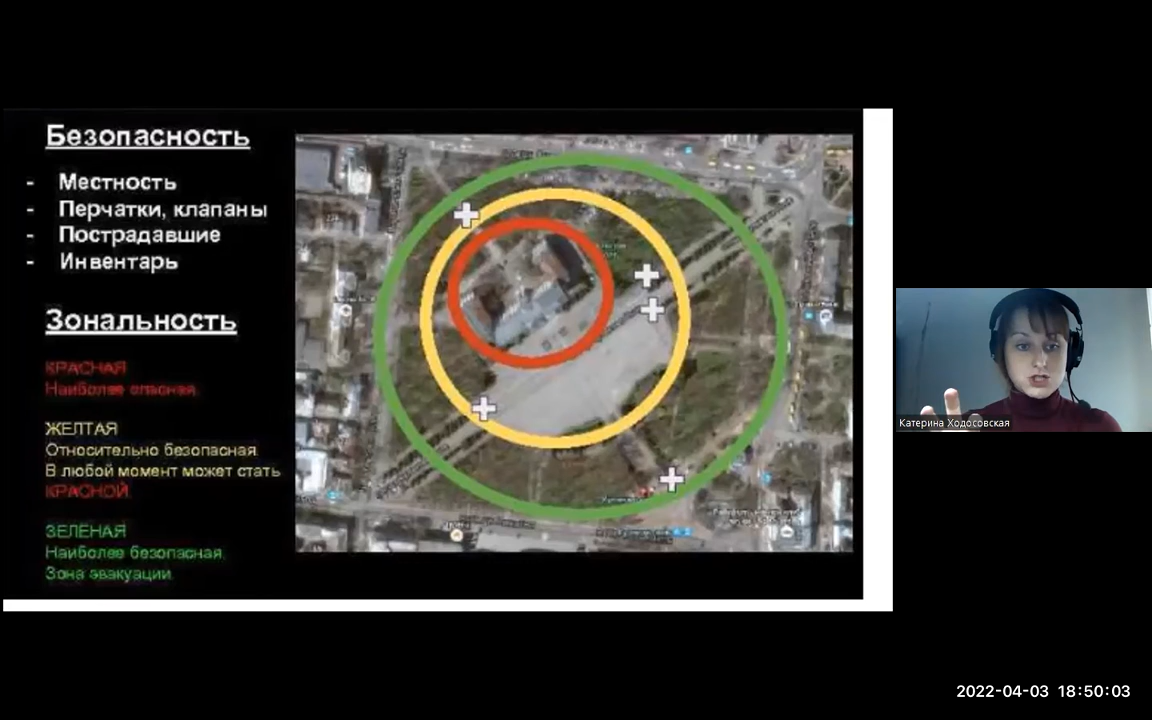 Безопасность
- Местность
- Перчатки, клапаны
- Пострадавшие
- Инвентарь
Зональность
КРАСНАЯ
Наиболее опасная.
ЖЕЛТАЯ
Относительно безопасная.
В любой момент может стать
КРАСНОЙ.
ЗЕЛЁНАЯ
Наиболее безопасная.
Зона эвакуации.
Катерина Ходосовская
2022-04-03 18:50:03